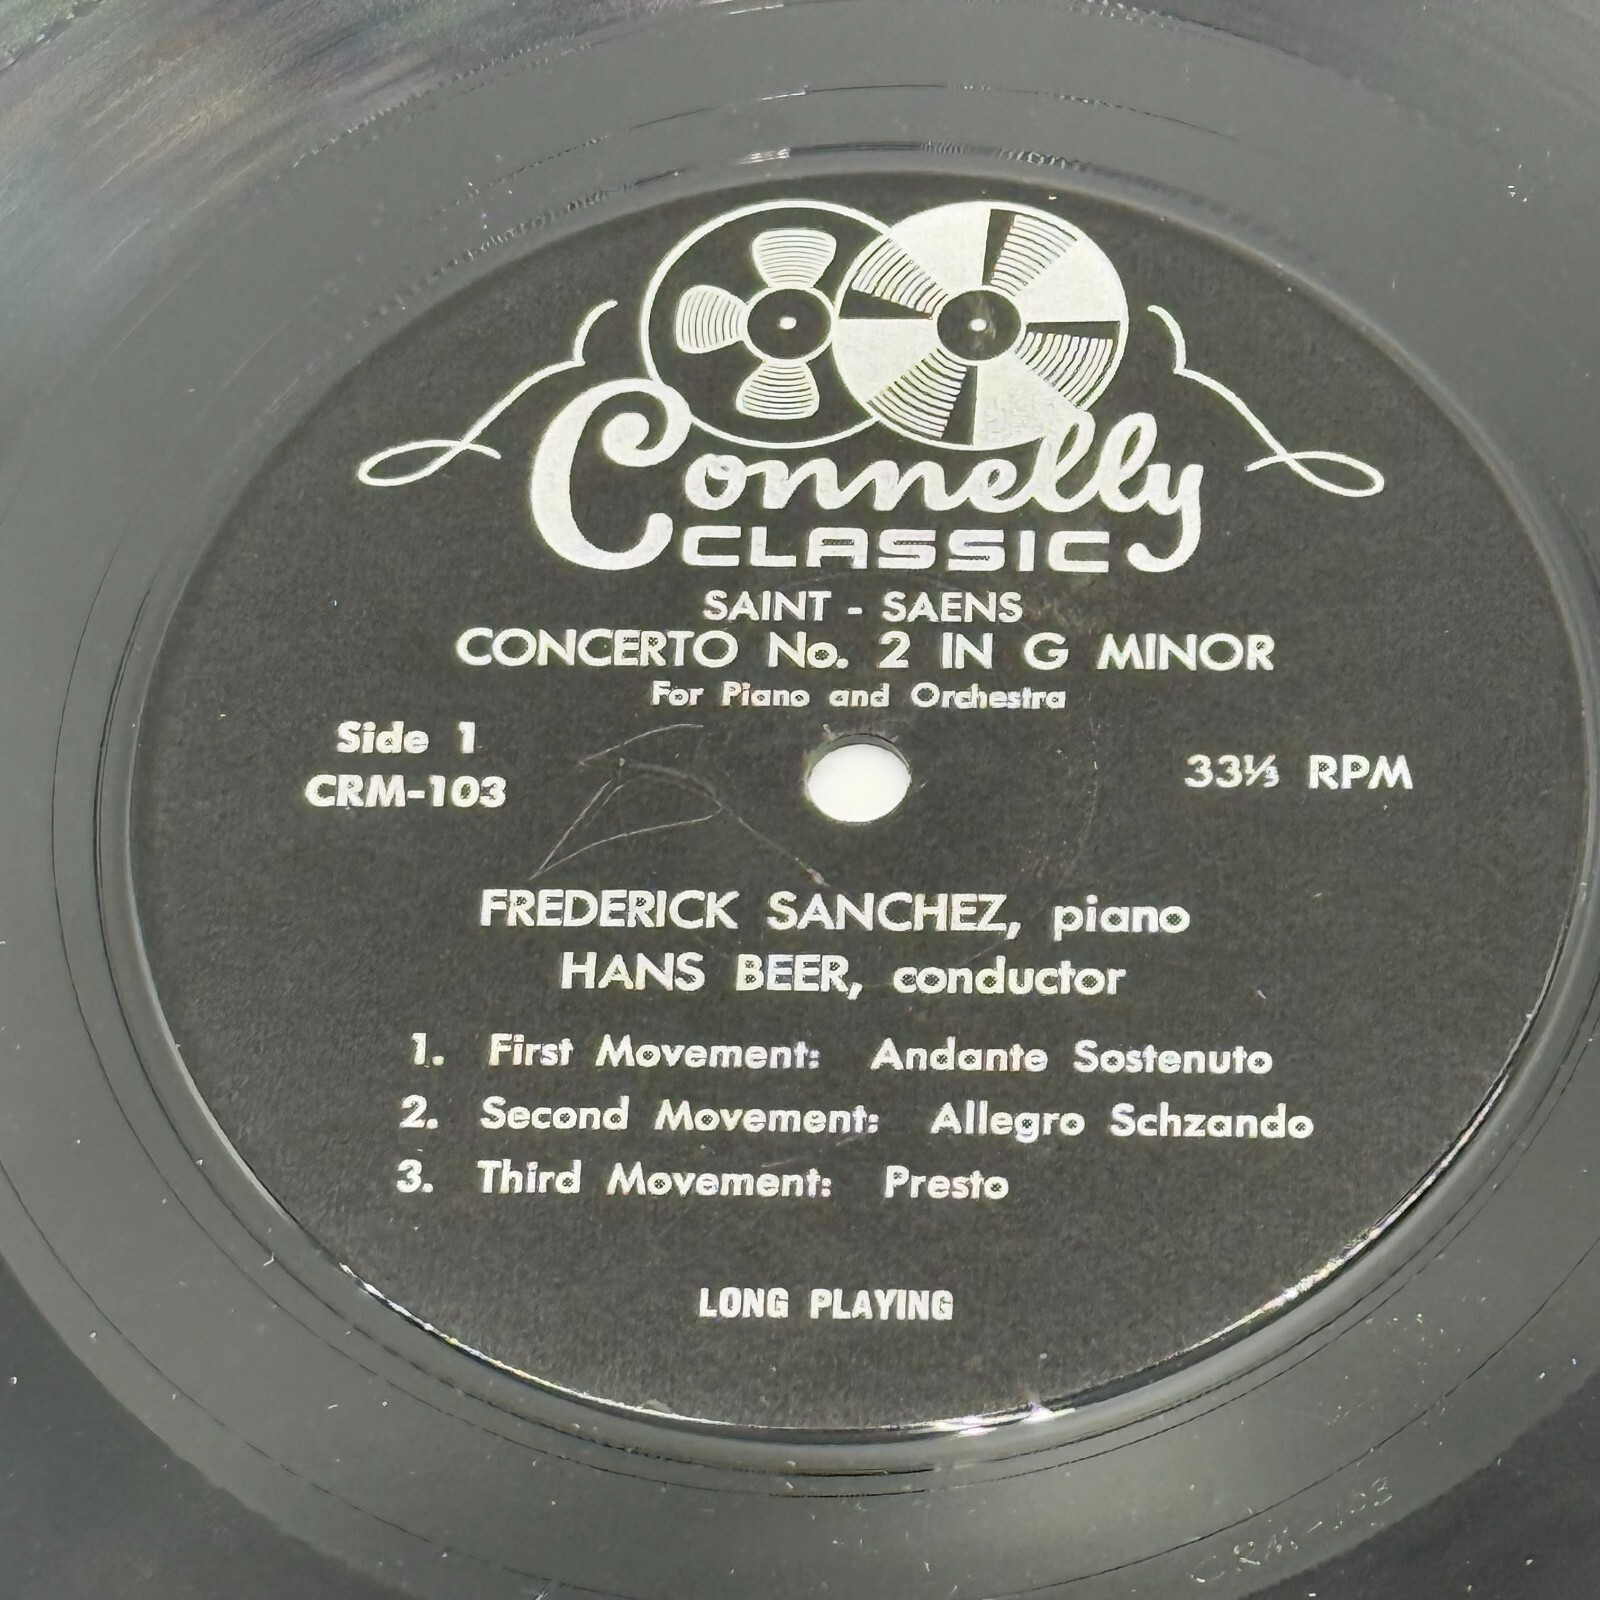 Connelly
CLASSIC
SAINT - SAENS
CONCERTO No. 2 IN G MINOR
For Piano and Orchestra
Side 1
CRM-103
33⅓ RPM
FREDERICK SANCHEZ, piano
HANS BEER, conductor
1. First Movement: Andante Sostenuto
2. Second Movement: Allegro Schzando
3. Third Movement: Presto
LONG PLAYING
CRM-103